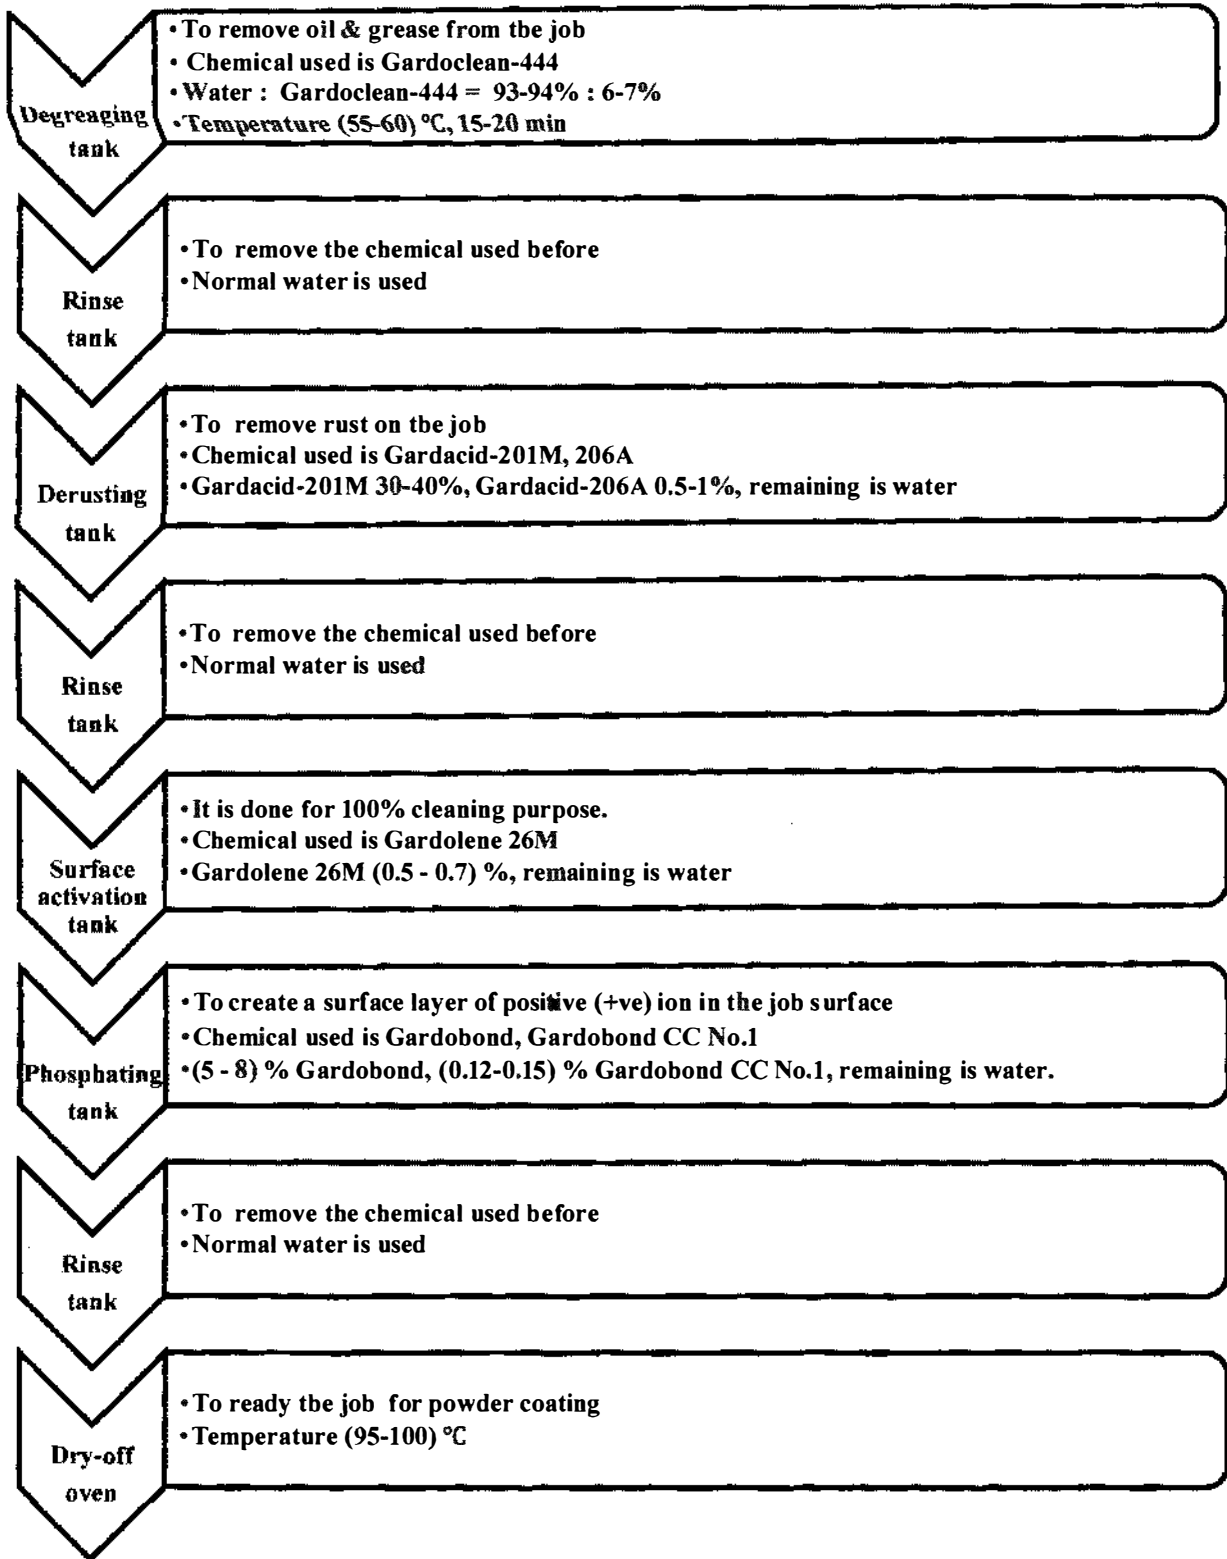 • To remove oil & grease from tbe job
• Chemical used is Gardoclean-444
• Water : Gardoclean-444 = 93-94% : 6-7%
• Temperature (55-60) °C, 15-20 min
Degreaging
tank
• To remove tbe chemical used before
• Normal water is used
Rinse
tank
• To remove rust on tbe job
• Chemical used is Gardacid-201M, 206A
• Gardacid-201M 30-40%, Gardacid-206A 0.5-1%, remaining is water
Derusting
tank
• To remove the chemical used before
• Normal water is used
Rinse
tank
• It is done for 100% cleaning purpose.
• Chemical used is Gardolene 26M
• Gardolene 26M (0.5 - 0.7) %, remaining is water
Surface
activation
tank
• To create a surface layer of positive (+ve) ion in the job surface
• Chemical used is Gardobond, Gardobond CC No.1
• (5 - 8) % Gardobond, (0.12-0.15) % Gardobond CC No.1, remaining is water.
Phosphating
tank
• To remove the chemical used before
• Normal water is used
Rinse
tank
• To ready tbe job for powder coating
• Temperature (95-100) °C
Dry-off
oven